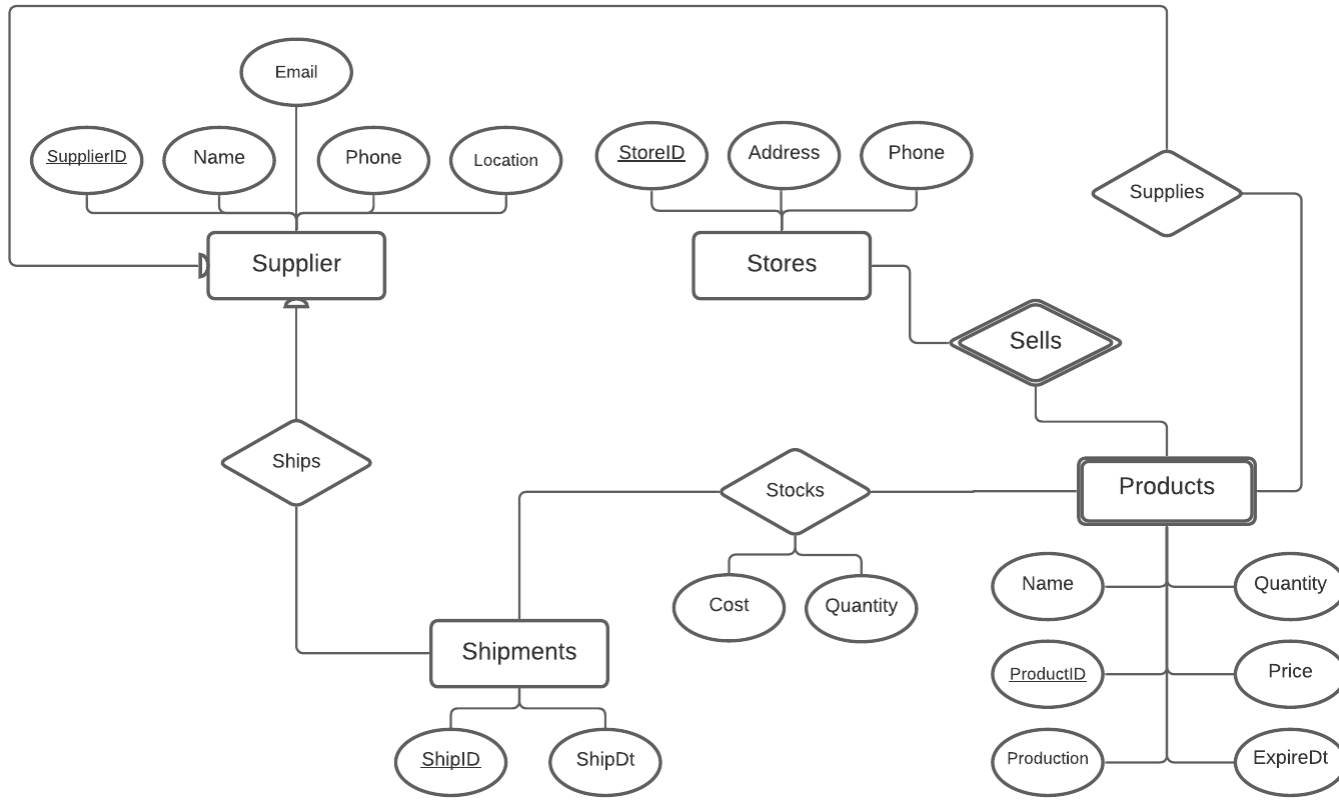 Email
SupplierID
Name
Phone
Location
StoreID
Address
Phone
Supplies
Supplier
Stores
Sells
Ships
Stocks
Products
Cost
Quantity
Name
Quantity
Shipments
ProductID
Price
ShipID
ShipDt
Production
ExpireDt